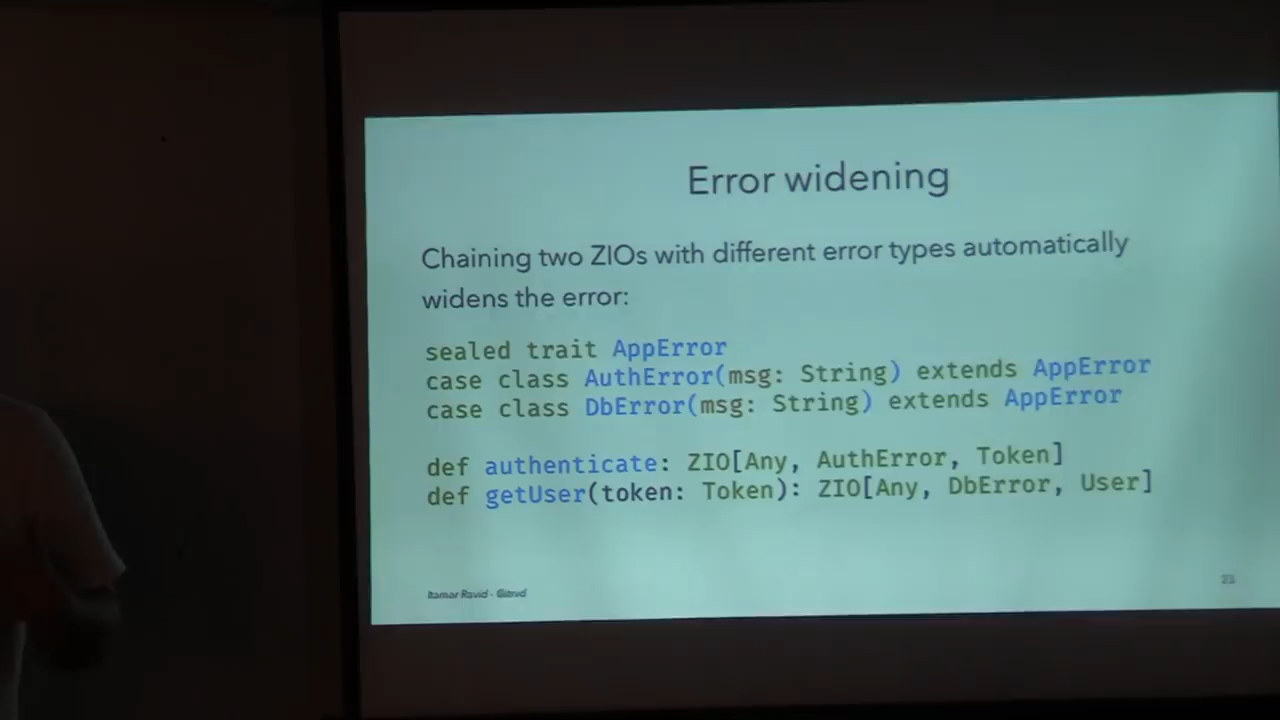 Error widening
Chaining two ZIOs with different error types automatically
widens the error:
sealed trait AppError
case class AuthError(msg: String) extends AppError
case class DbError(msg: String) extends AppError
def authenticate: ZIO[Any, AuthError, Token]
def getUser(token: Token): ZIO[Any, DbError, User]
Itamar Ravid -